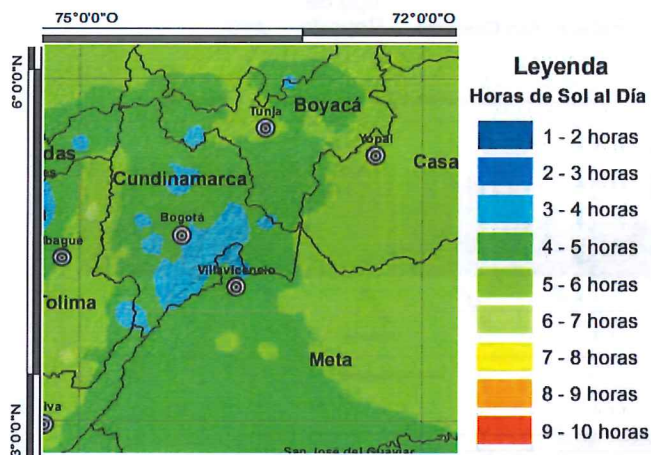 75°0'0"O
72°0'0"O
6°0'0"N
3°0'0"N
Boyacá
Tunja
Yopal
das
Casa
Cundinamarca
Bogotá
bagué
Villavicencio
Tolima
Meta
iva
San José del Guaviar
Leyenda
Horas de Sol al Día
1 - 2 horas
2 - 3 horas
3 - 4 horas
4 - 5 horas
5 - 6 horas
6 - 7 horas
7 - 8 horas
8 - 9 horas
9 - 10 horas